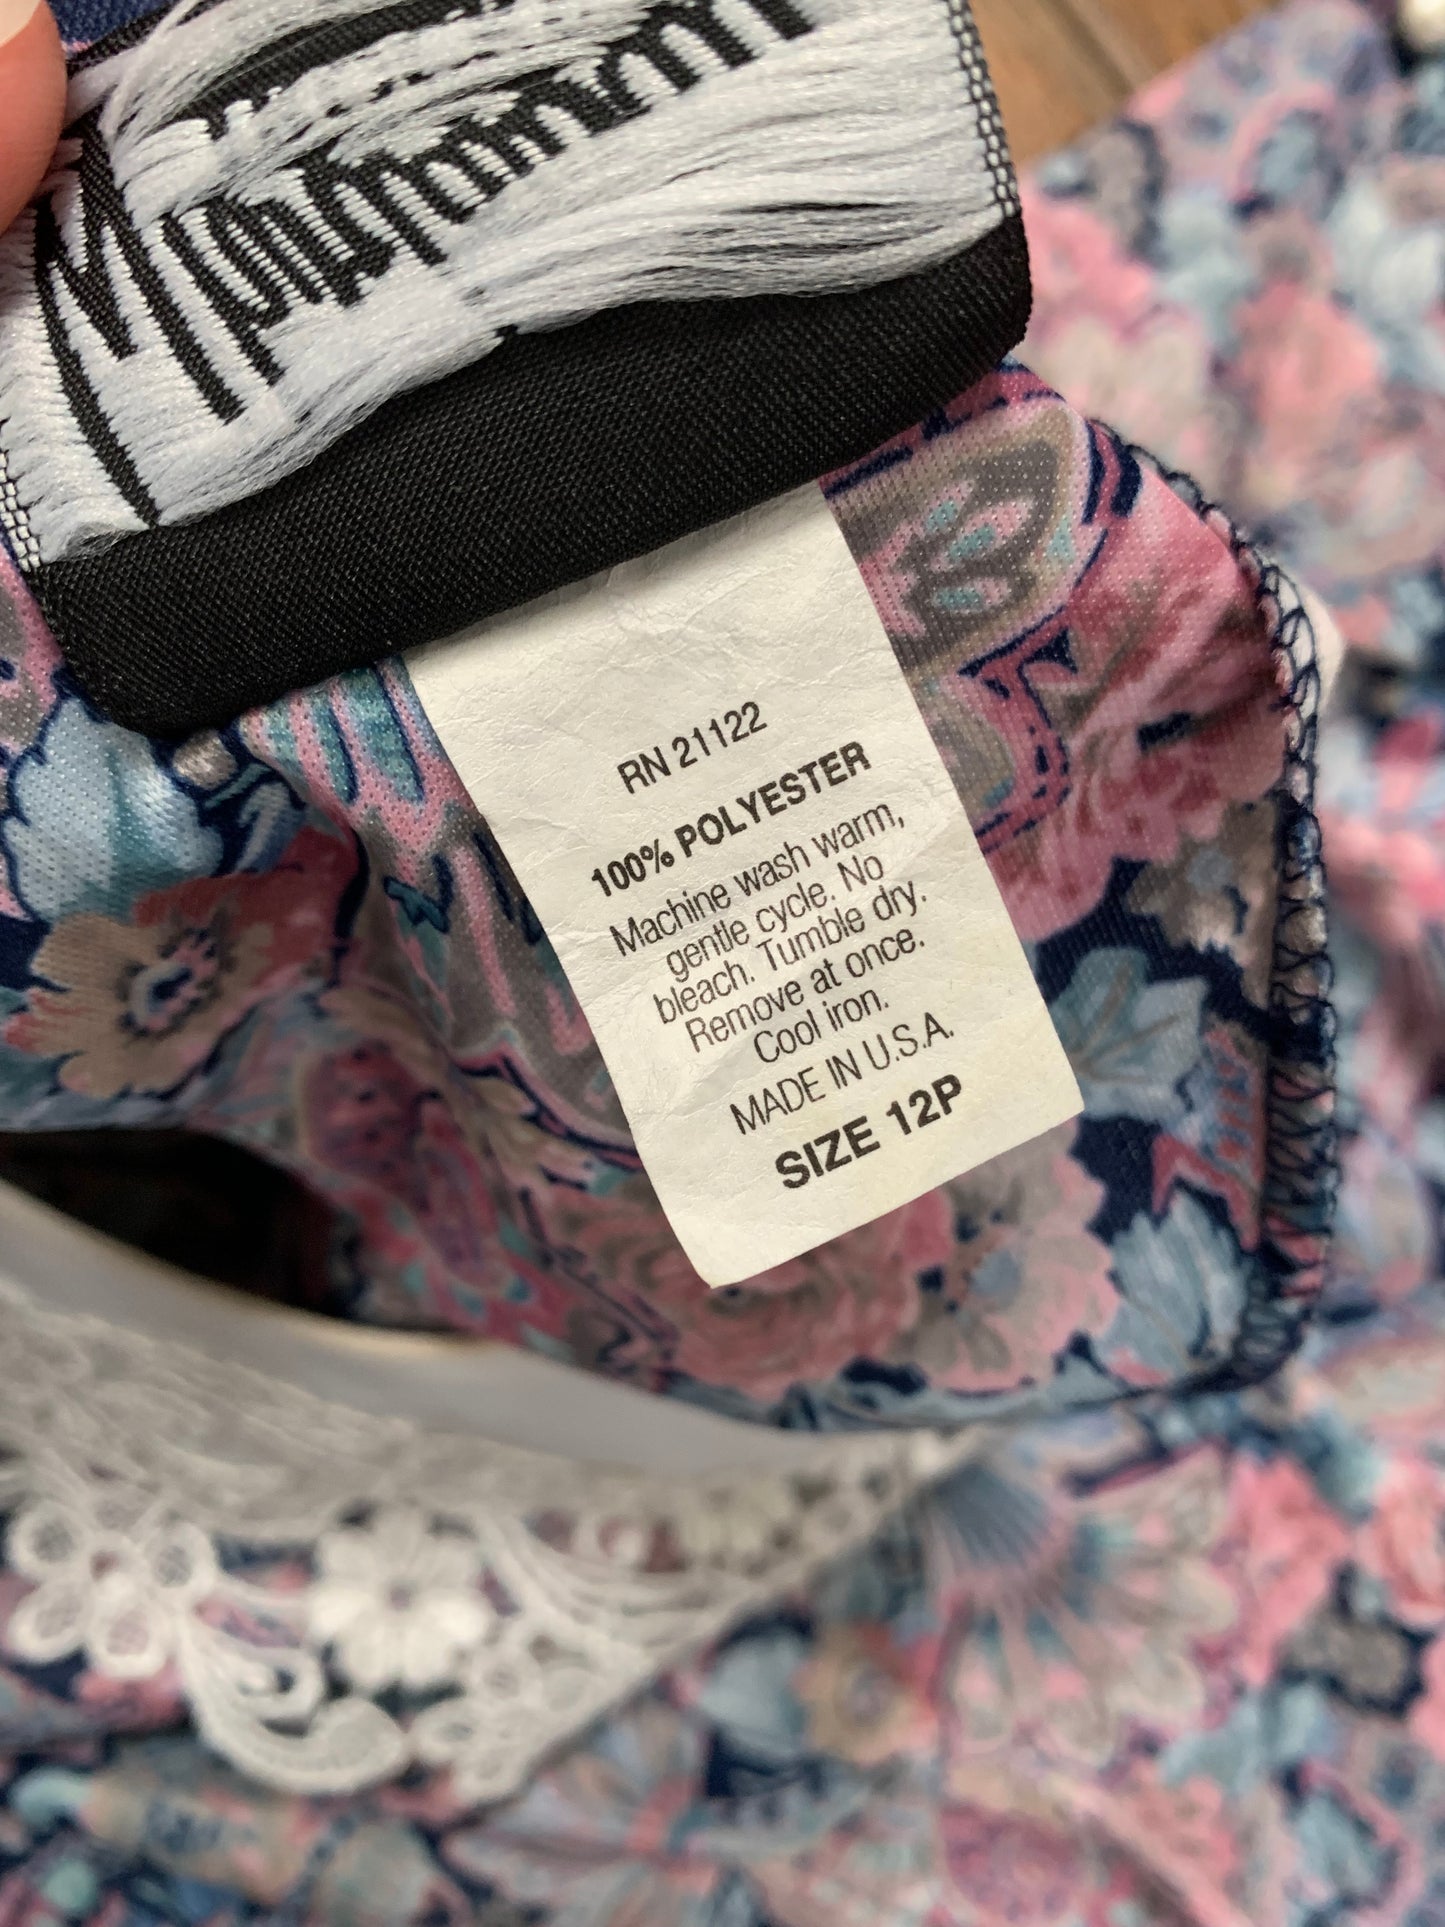 RN 21122
100% POLYESTER
Machine wash warm,
gentle cycle. No
bleach. Tumble dry.
Remove at once.
Cool iron.
MADE IN U.S.A.
SIZE 12P